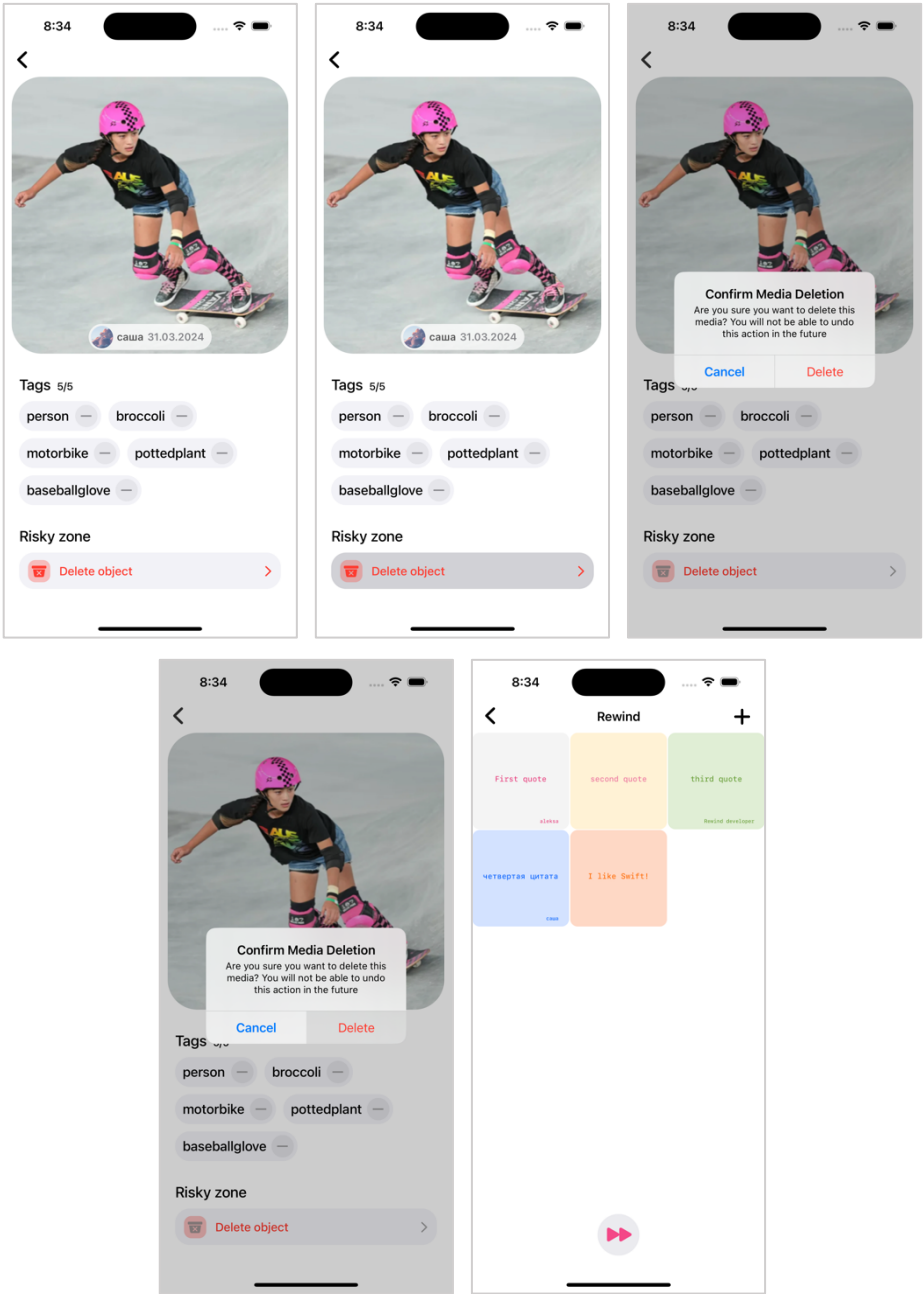 8:34
саша 31.03.2024
Tags 5/5
person
broccoli
motorbike
pottedplant
baseballglove
Risky zone
Delete object
8:34
саша 31.03.2024
Tags 5/5
person
broccoli
motorbike
pottedplant
baseballglove
Risky zone
Delete object
8:34
Confirm Media Deletion
Are you sure you want to delete this
media? You will not be able to undo
this action in the future
Cancel
Delete
Tags
person
broccoli
motorbike
pottedplant
baseballglove
Risky zone
Delete object
8:34
Confirm Media Deletion
Are you sure you want to delete this
media? You will not be able to undo
this action in the future
Cancel
Delete
Tags
person
broccoli
motorbike
pottedplant
baseballglove
Risky zone
Delete object
8:34
Rewind
First quote
aleksa
second quote
third quote
Rewind developer
четвертая цитата
саша
I like Swift!